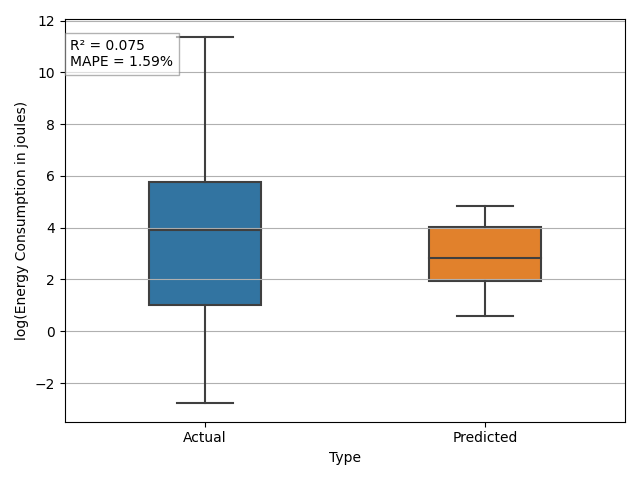 12
R² = 0.075
MAPE = 1.59%
10
8
6
4
2
0
−2
log(Energy Consumption in joules)
Actual
Predicted
Type